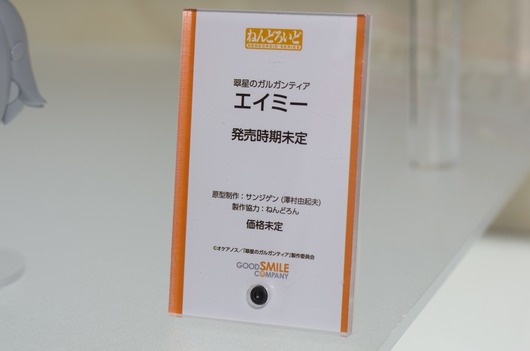 ねんどろいど
NENDOROID SERIES
翠星のガルガンティア
エイミー
発売時期未定
原型制作：サンジゲン (澤村由起夫)
製作協力：ねんどろん
価格未定
©オケアノス／「翠星のガルガンティア」製作委員会
GOOD SMILE
COMPANY